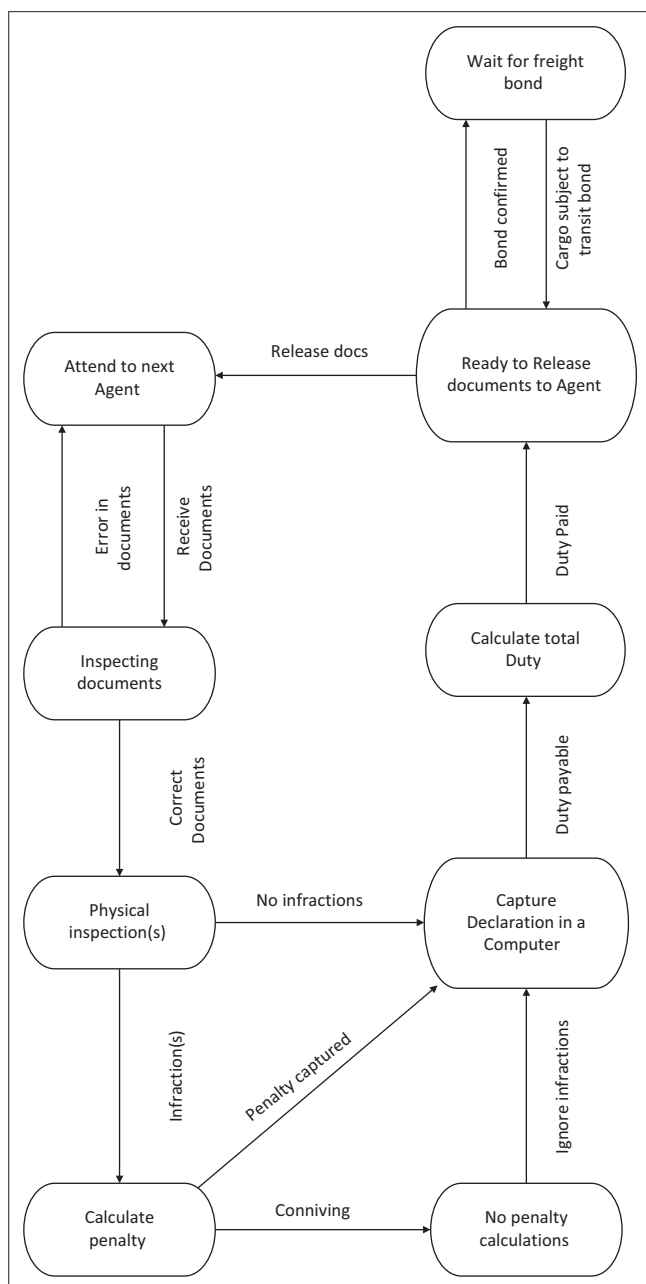 Wait for freight
bond
Bond confirmed
Cargo subject to
transit bond
Attend to next
Agent
Release docs
Ready to Release
documents to Agent
Error in
documents
Receive
Documents
Duty Paid
Inspecting
documents
Calculate total
Duty
Correct
Documents
Duty payable
Physical
inspection(s)
No infractions
Capture
Declaration in a
Computer
Infraction(s)
Penalty captured
Ignore infractions
Calculate
penalty
Conniving
No penalty
calculations